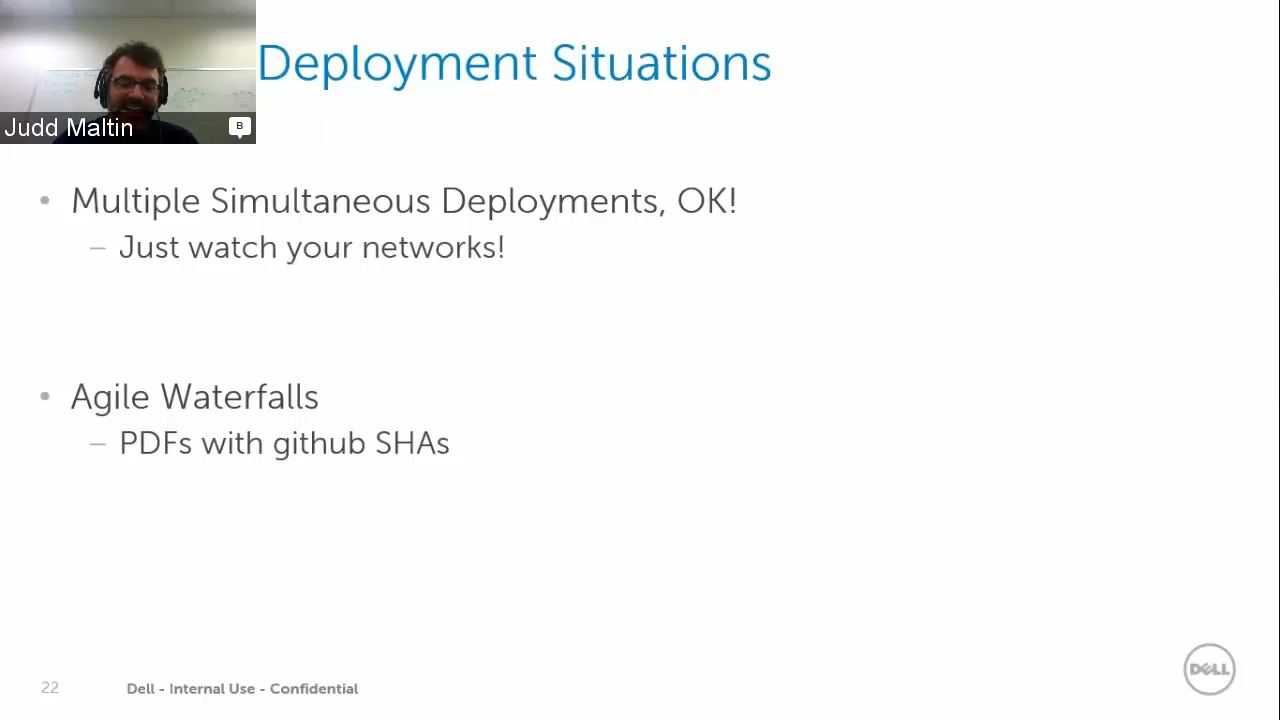 Deployment Situations
Judd Maltin
B
• Multiple Simultaneous Deployments, OK!
– Just watch your networks!
• Agile Waterfalls
– PDFs with github SHAs
22
Dell - Internal Use - Confidential
DELL